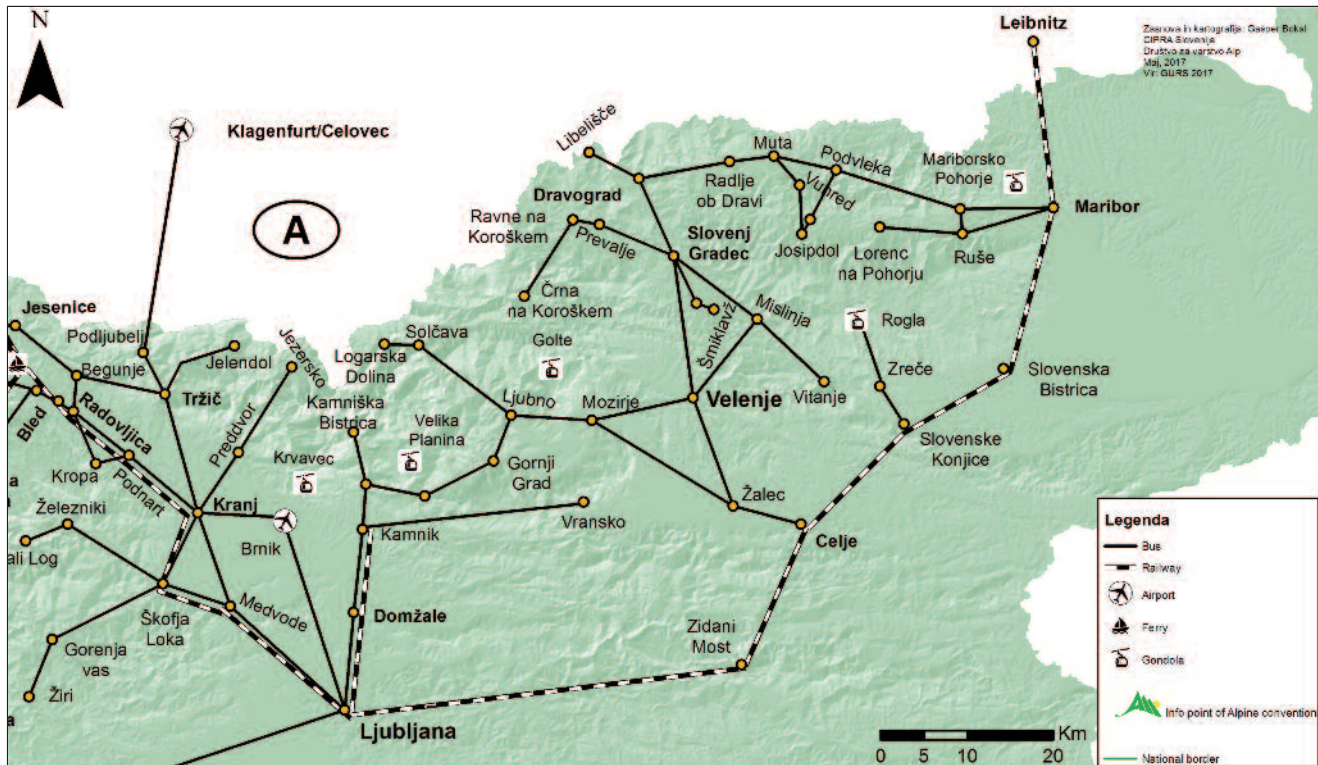 N
Leibnitz
Zasnova in kartografija: Gašper Bokal
CIPRA Slovenija
Društvo za varstvo Alp
Maj, 2017
Vir: GURS 2017
Klagenfurt/Celovec
A
Libelišče
Muta
Podvleka
Mariborsko
Pohorje
Dravograd
Radlje
ob Dravi
Vuhred
Maribor
Ravne na
Koroškem
Prevalje
Slovenj
Gradec
Josipdol
Lorenc
na Pohorju
Ruše
Jesenice
Črna
na Koroškem
Šmiklavž
Mislinja
Rogla
Podljubelj
Jelendol
Jezersko
Logarska
Dolina
Solčava
Golte
Begunje
Tržič
Zreče
Slovenska
Bistrica
Vitanje
Bled
Radovljica
Preddvor
Kamniška
Bistrica
Velika
Planina
Ljubno
Mozirje
Velenje
Slovenske
Konjice
Kropa
Podnart
Krvavec
Gornji
Grad
a
a
Železniki
Kranj
Žalec
Vransko
ali Log
Brnik
Kamnik
Celje
Škofja
Loka
Medvode
Domžale
Gorenja
vas
Zidani
Most
Žiri
a
Ljubljana
Km
0 5 10 20
Legenda
Bus
Railway
Airport
Ferry
Gondola
Info point of Alpine convention
National border